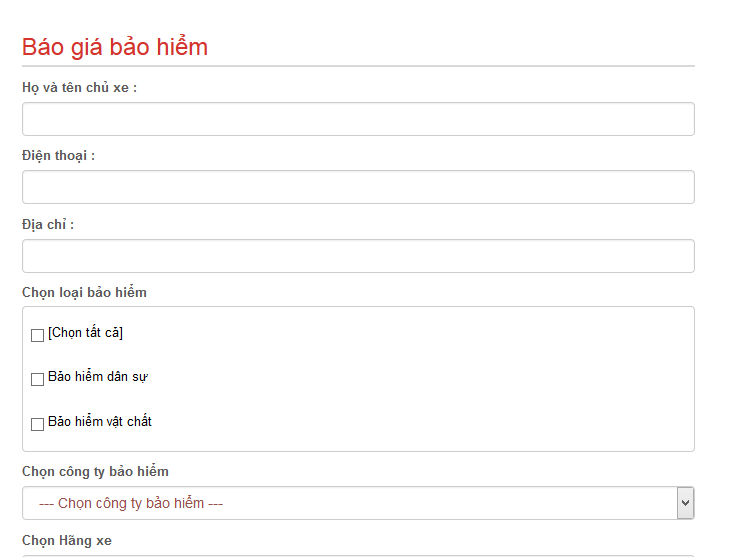 Báo giá bảo hiểm
Họ và tên chủ xe :
Điện thoại :
Địa chỉ :
Chọn loại bảo hiểm
[Chọn tất cả]
Bảo hiểm dân sự
Bảo hiểm vật chất
Chọn công ty bảo hiểm
--- Chọn công ty bảo hiểm ---
Chọn Hãng xe